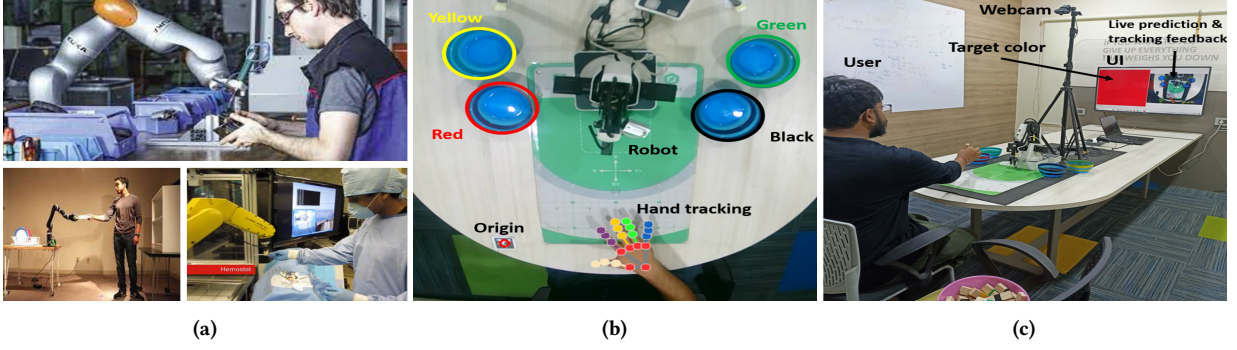 KUKA
Hemostat
(a)
Yellow
Green
Red
Black
Robot
Hand tracking
Origin
(b)
Webcam
Live prediction &
tracking feedback
Target color
UI
GIVE UP EVERYTHING
WEIGHS YOU DOWN
User
(c)